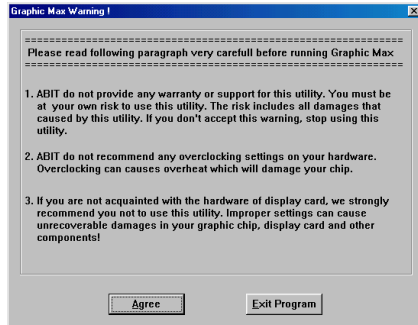 Graphic Max Warning !
=============================================
Please read following paragraph very carefull before running Graphic Max
=============================================
1. ABIT do not provide any warranty or support for this utility. You must be
at your own risk to use this utility. The risk includes all damages that
caused by this utility. If you don't accept this warning, stop using this
utility.
2. ABIT do not recommend any overclocking settings on your hardware.
Overclocking can causes overheat which will damage your chip.
3. If you are not acquainted with the hardware of display card, we strongly
recommend you not to use this utility. Improper settings can cause
unrecoverable damages in your graphic chip, display card and other
components!
Agree
Exit Program